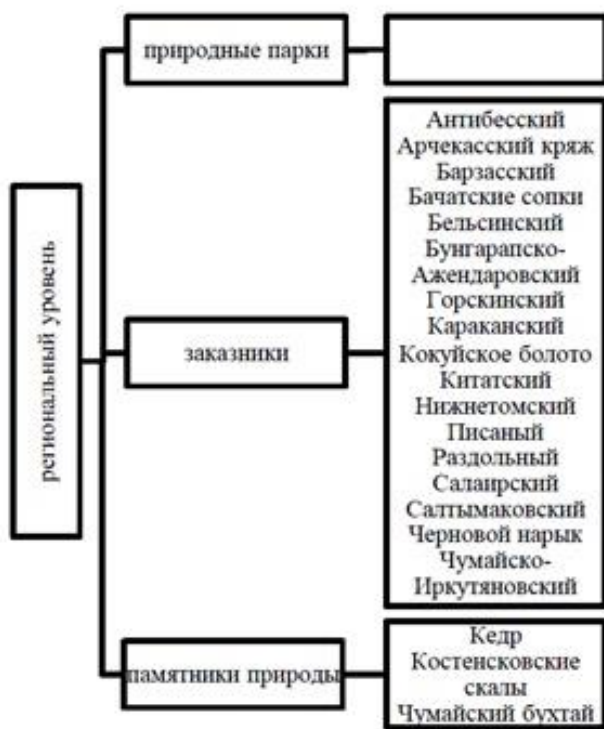 региональный уровень
природные парки
заказники
Антибесский
Арчекасский кряж
Барзасский
Бачатские сопки
Бельсинский
Бунгарапско-
Ажендаровский
Горскинский
Караканский
Кокуйское болото
Китатский
Нижнетомский
Писаный
Раздольный
Салаирский
Салтымаковский
Черновой нарык
Чумайско-
Иркутяновский
памятники природы
Кедр
Костенсковские
скалы
Чумайский бухтай